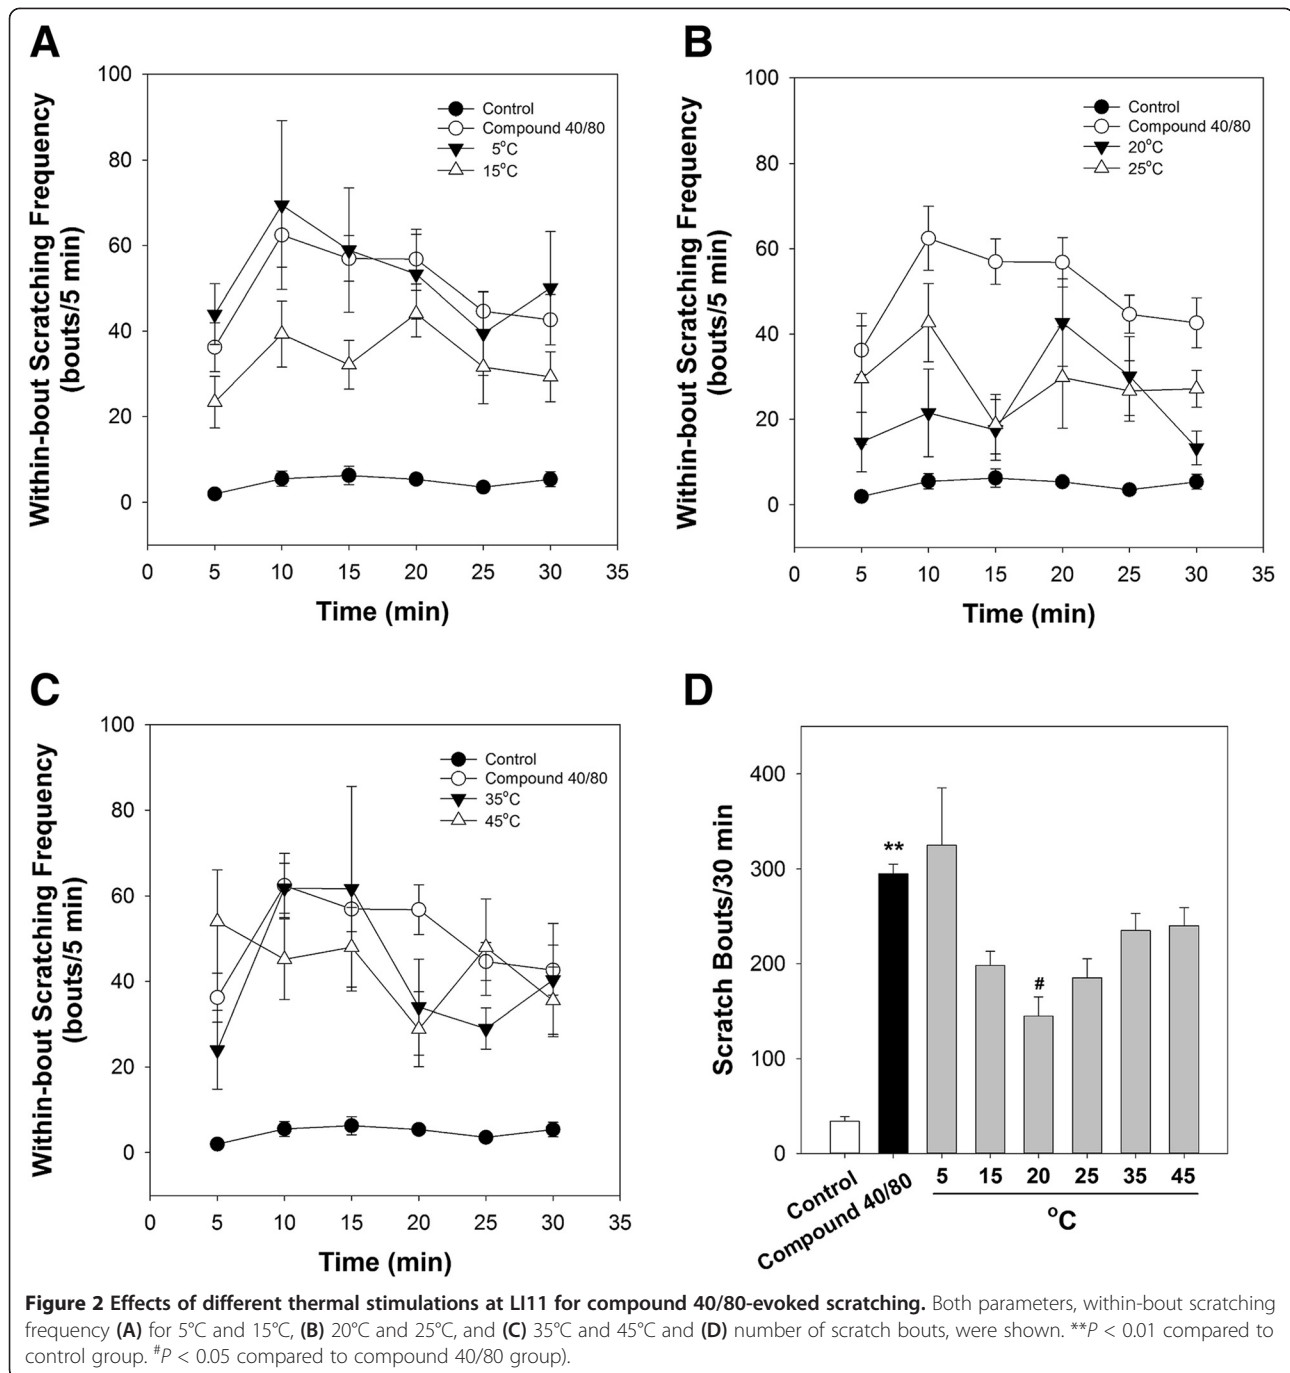 A
Within-bout Scratching Frequency
(bouts/5 min)
100
80
60
40
20
0
Control
Compound 40/80
5°C
15°C
0 5 10 15 20 25 30 35
Time (min)
B
Within-bout Scratching Frequency
(bouts/5 min)
100
80
60
40
20
0
Control
Compound 40/80
20°C
25°C
0 5 10 15 20 25 30 35
Time (min)
C
Within-bout Scratching Frequency
(bouts/5 min)
100
80
60
40
20
0
Control
Compound 40/80
35°C
45°C
0 5 10 15 20 25 30 35
Time (min)
D
Scratch Bouts/30 min
400
300
200
100
0
**
#
Control
Compound 40/80
5 15 20 25 35 45
°C
Figure 2 Effects of different thermal stimulations at LI11 for compound 40/80-evoked scratching. Both parameters, within-bout scratching
frequency (A) for 5°C and 15°C, (B) 20°C and 25°C, and (C) 35°C and 45°C and (D) number of scratch bouts, were shown. **P < 0.01 compared to
control group. #P < 0.05 compared to compound 40/80 group).